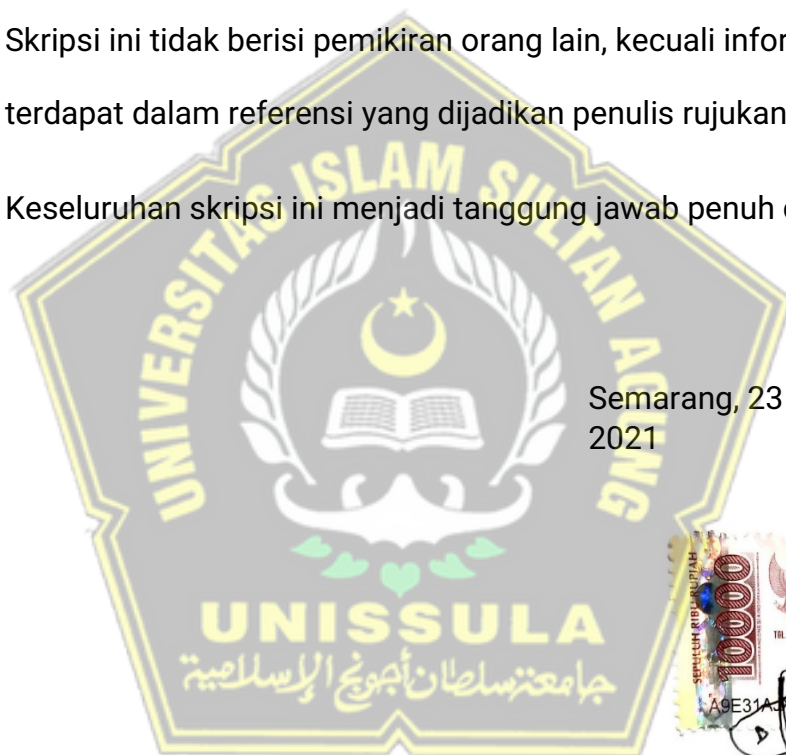 Skripsi ini tidak berisi pemikiran orang lain, kecuali
terdapat dalam referensi yang dijadikan penulis rujukan
Keseluruhan skripsi ini menjadi tanggung jawab penuh
UNIVERSITAS ISLAM SULTAN AGUNG
Semarang, 23
2021
SEPULUH RIBU RUPIAH
10000
UNISSULA
جامعة سلطان أجونج الإسلامية